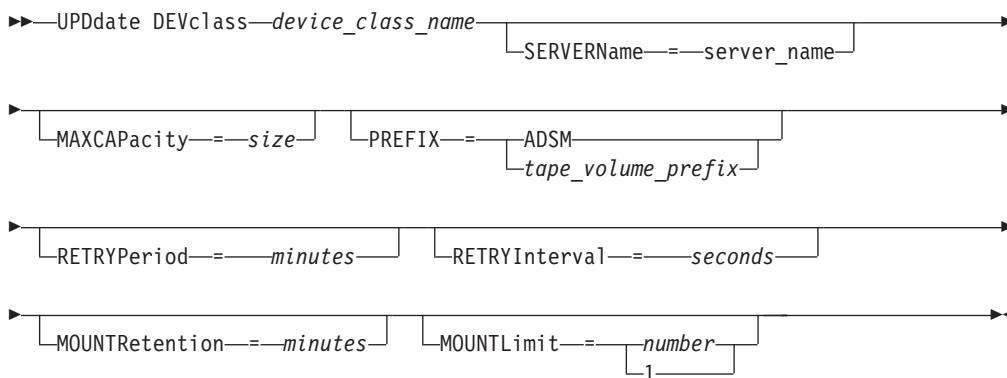 UPDdate DEVclass device_class_name
SERVERName = server_name
MAXCAPacity = size PREFIX = ADSM
tape_volume_prefix
RETRYPeriod = minutes RETRYInterval = seconds
MOUNTRetention = minutes MOUNTLimit = number
1